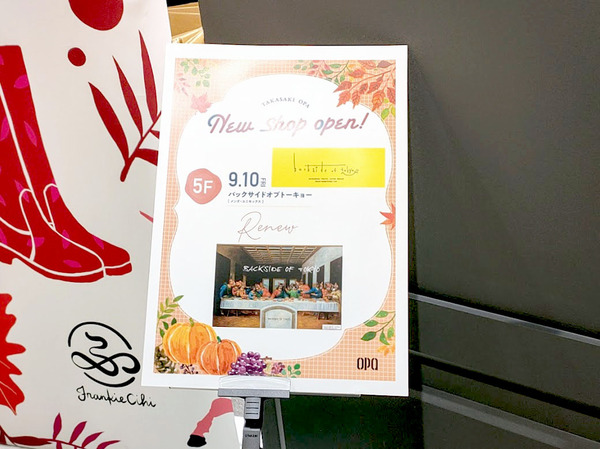 TAKASAKI OPA
New shop open!
5F
9.10 FRI
backside of tokyo
バックサイドオブトーキョー
Renew
BACKSIDE OF TOKYO
OPA
FrankieCihi